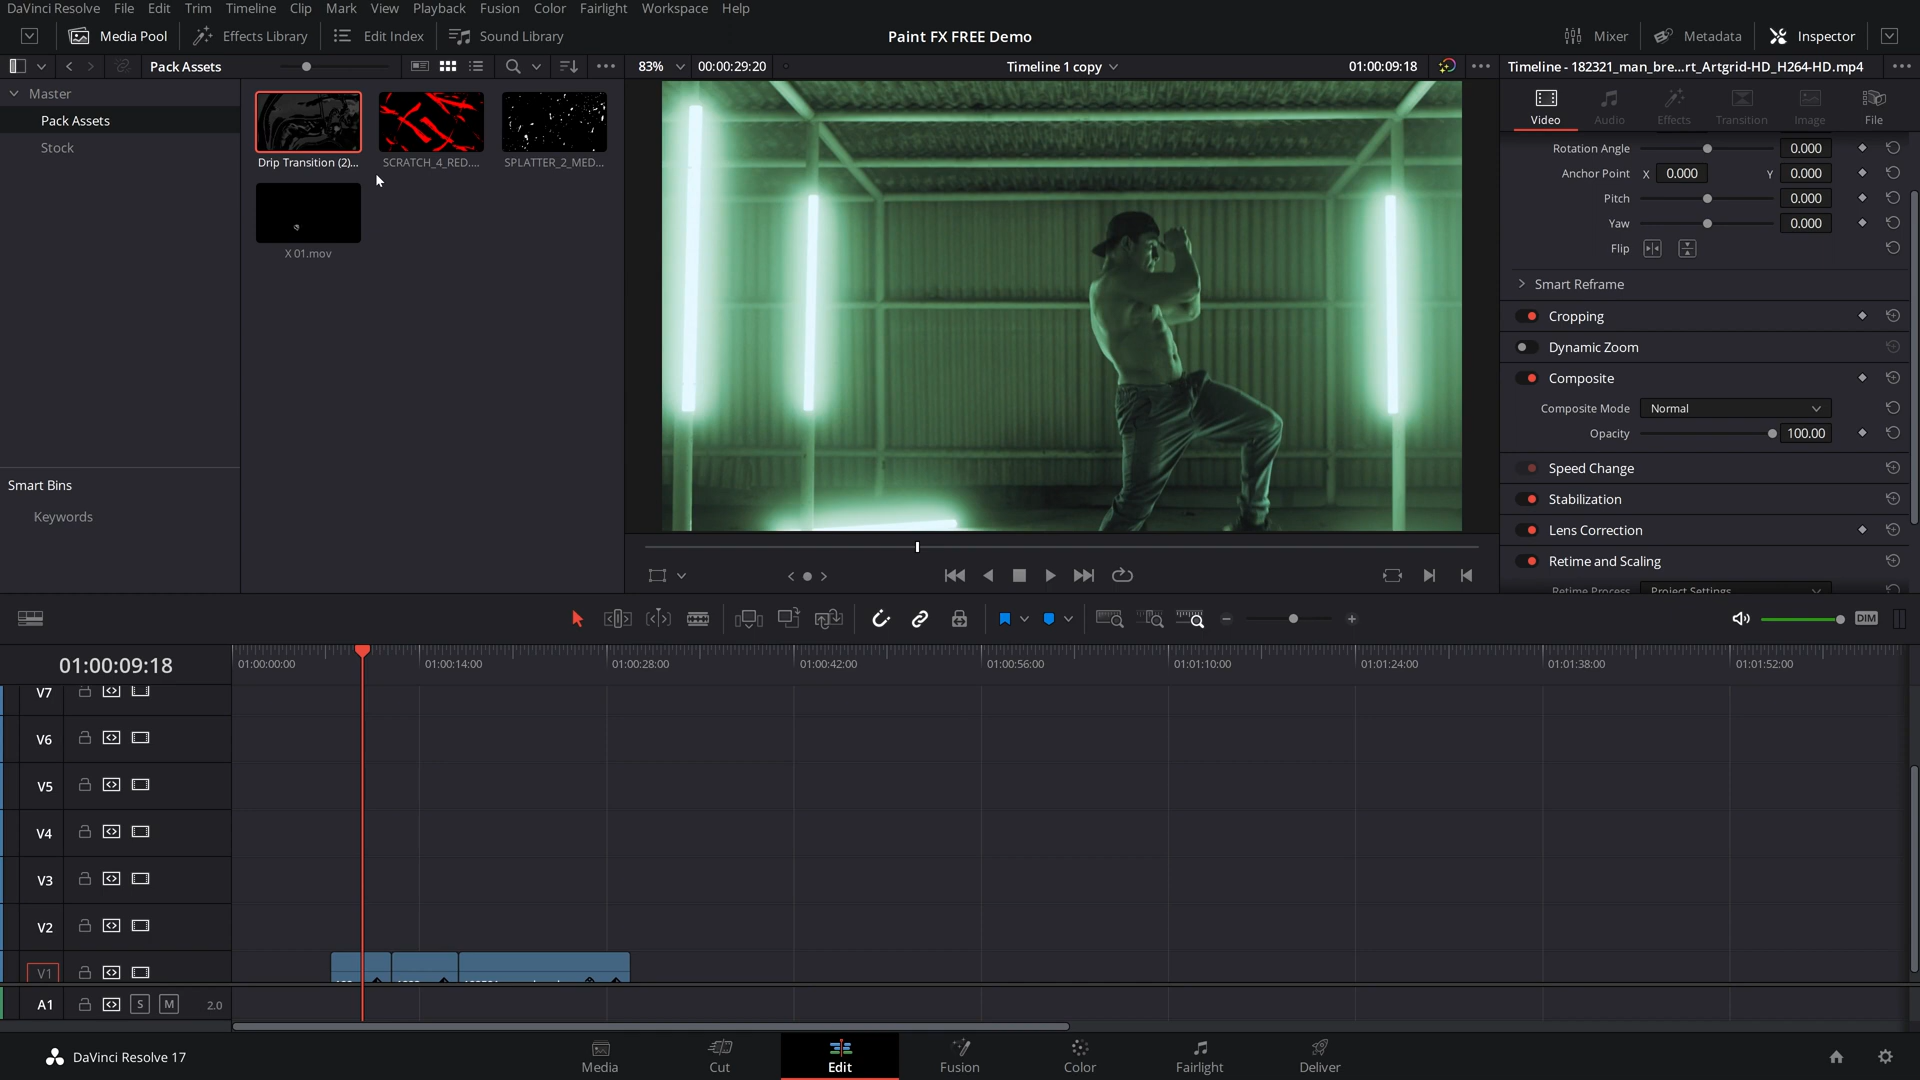 DaVinci Resolve File Edit Trim Timeline Clip Mark View Playback Fusion Color Fairlight Workspace Help
Media Pool Effects Library Edit Index Sound Library Paint FX FREE Demo Mixer Metadata Inspector
Pack Assets 83% 00:00:29:20 Timeline 1 copy 01:00:09:18 Timeline - 182321_man_bre...rt_Artgrid-HD_H264-HD.mp4
Master
Pack Assets
Stock
Drip Transition (2)... SCRATCH_4_RED.... SPLATTER_2_MED...
X 01.mov
Smart Bins
Keywords
Video Audio Effects Transition Image File
Rotation Angle 0.000
Anchor Point X 0.000 Y 0.000
Pitch 0.000
Yaw 0.000
Flip
Smart Reframe
Cropping
Dynamic Zoom
Composite
Composite Mode Normal
Opacity 100.00
Speed Change
Stabilization
Lens Correction
Retime and Scaling
Retime Process Project Settings
DIM
01:00:09:18 01:00:00:00 01:00:14:00 01:00:28:00 01:00:42:00 01:00:56:00 01:01:10:00 01:01:24:00 01:01:38:00 01:01:52:00
V7
V6
V5
V4
V3
V2
V1
A1 S M 2.0
DaVinci Resolve 17 Media Cut Edit Fusion Color Fairlight Deliver